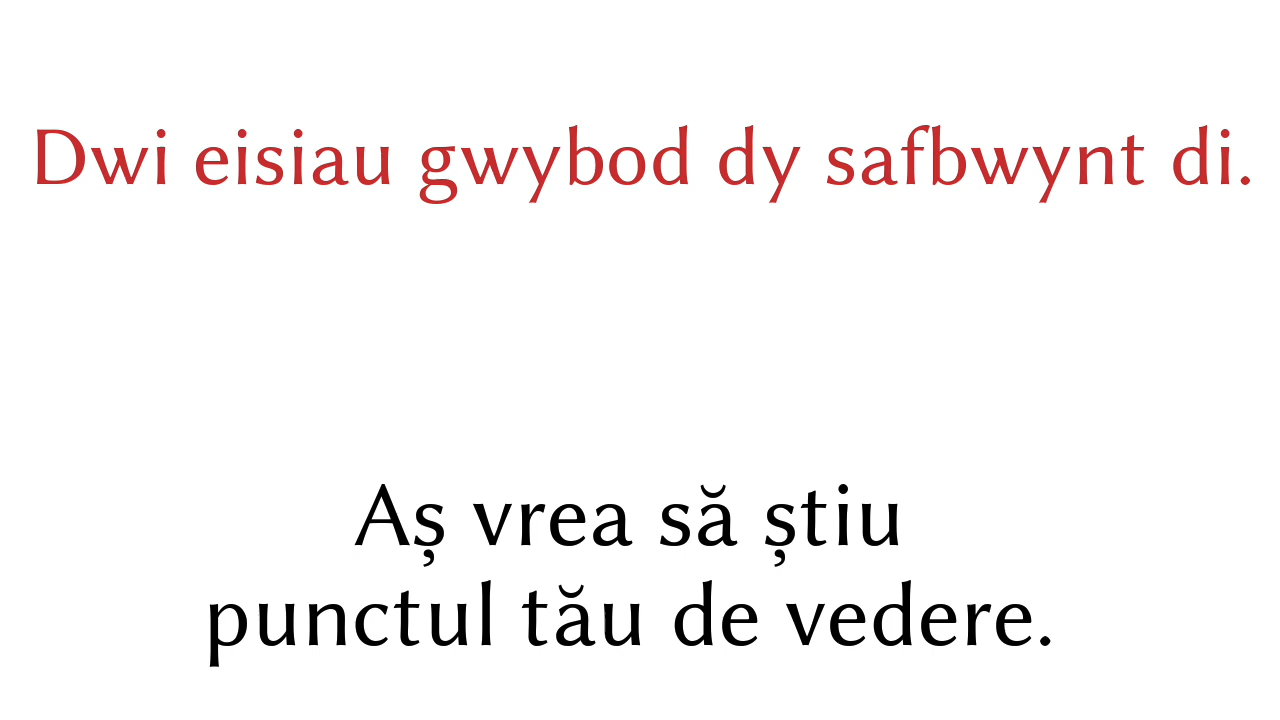 Dwi eisiau gwybod dy safbwynt di.
Aș vrea să știu
punctul tău de vedere.